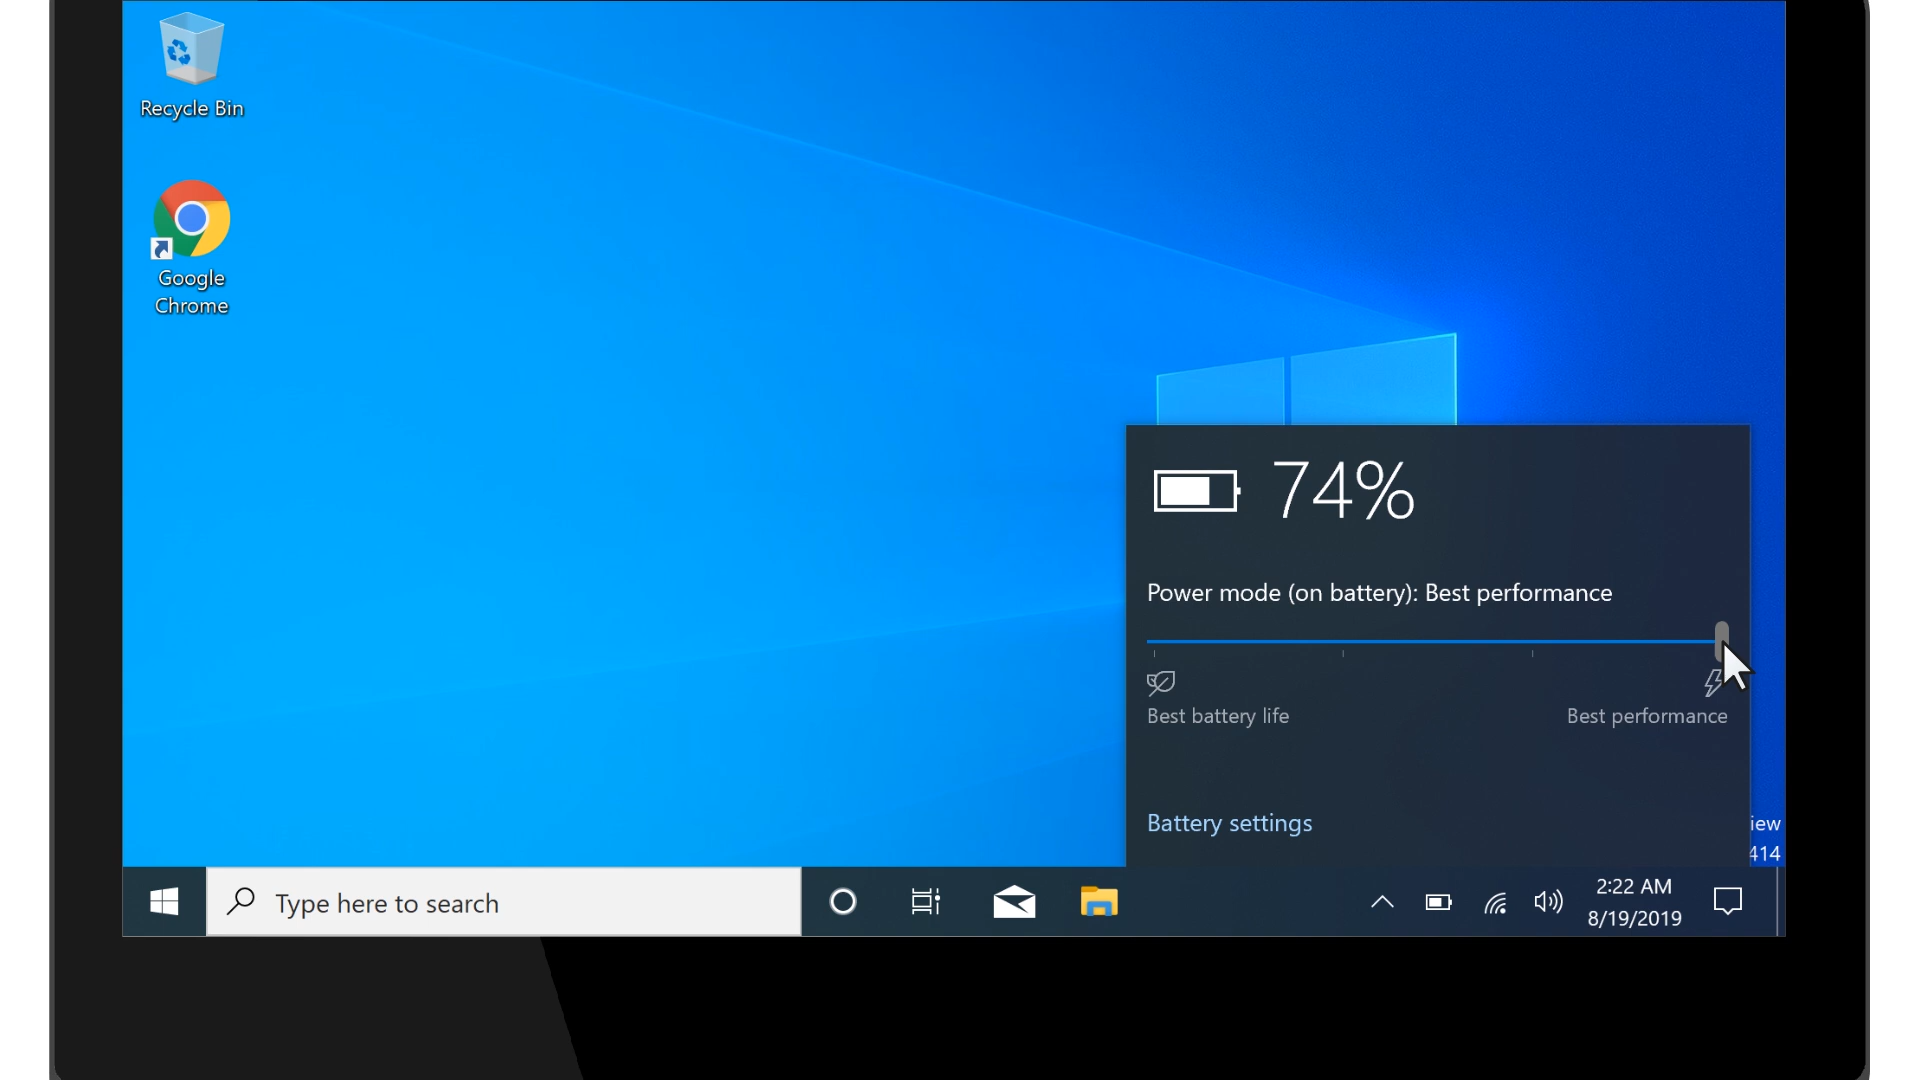 Recycle Bin
Google
Chrome
74%
Power mode (on battery): Best performance
Best battery life
Best performance
Battery settings
iew
414
Type here to search
2:22 AM
8/19/2019